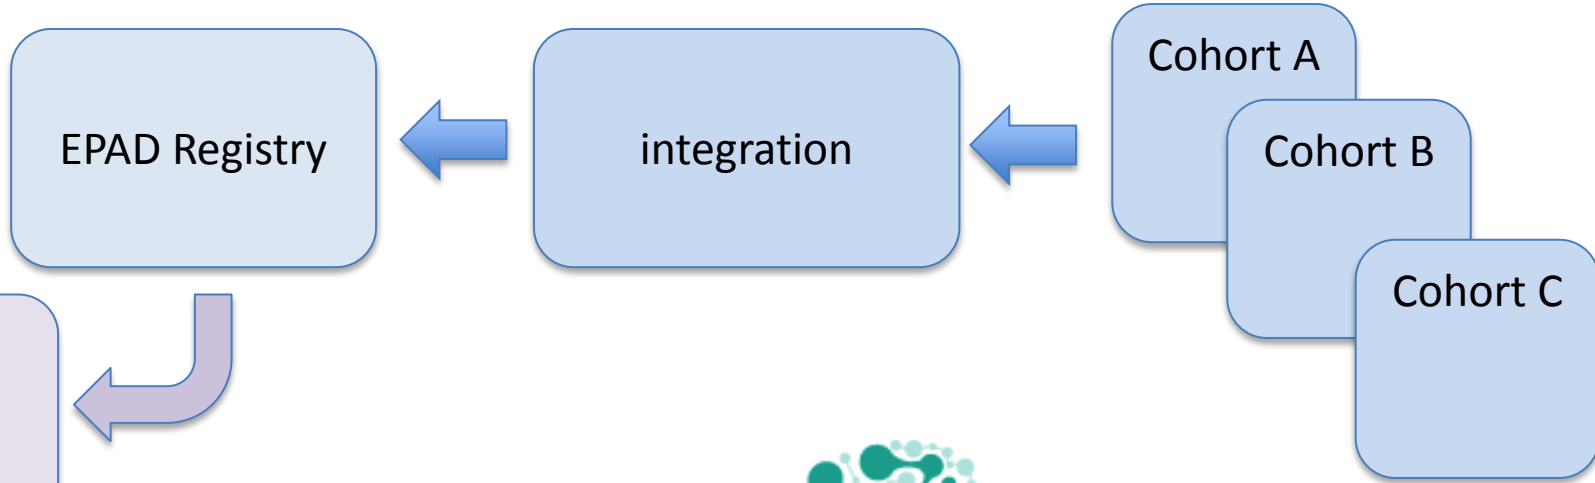 EPAD Registry
integration
Cohort A
Cohort B
Cohort C